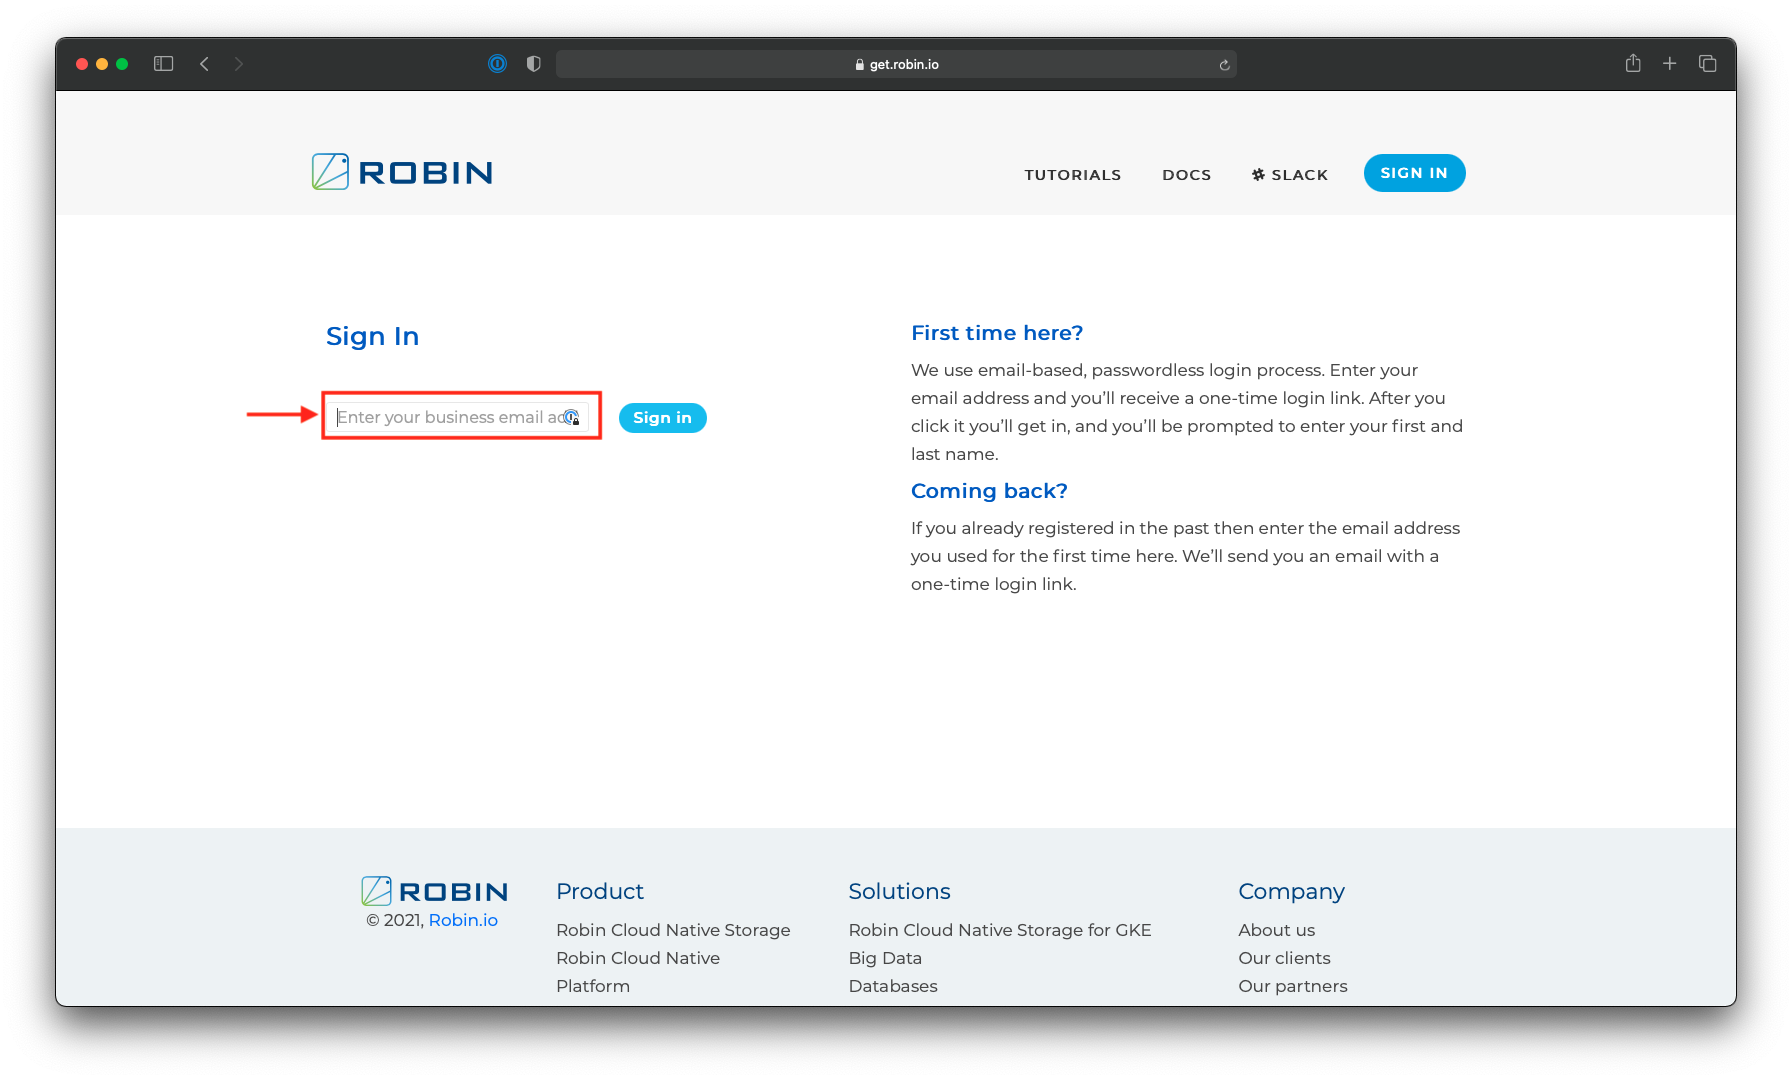 get.robin.io
ROBIN
TUTORIALS
DOCS
SLACK
SIGN IN
Sign In
Enter your business email
Sign in
First time here?
We use email-based, passwordless login process. Enter your
email address and you'll receive a one-time login link. After you
click it you'll get in, and you'll be prompted to enter your first and
last name.
Coming back?
If you already registered in the past then enter the email address
you used for the first time here. We'll send you an email with a
one-time login link.
ROBIN
© 2021, Robin.io
Product
Robin Cloud Native Storage
Robin Cloud Native
Platform
Solutions
Robin Cloud Native Storage for GKE
Big Data
Databases
Company
About us
Our clients
Our partners